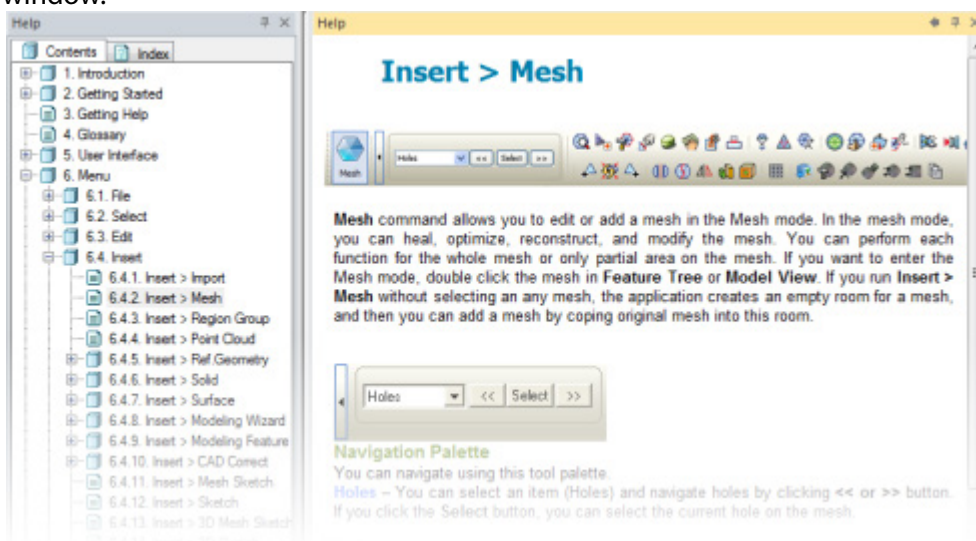 window.
Help
Contents Index
1. Introduction
2. Getting Started
3. Getting Help
4. Glossary
5. User Interface
6. Menu
6.1. File
6.2. Select
6.3. Edit
6.4. Insert
6.4.1. Insert > Import
6.4.2. Insert > Mesh
6.4.3. Insert > Region Group
6.4.4. Insert > Point Cloud
6.4.5. Insert > Ref.Geometry
6.4.6. Insert > Solid
6.4.7. Insert > Surface
6.4.8. Insert > Modeling Wizard
6.4.9. Insert > Modeling Feature
6.4.10. Insert > CAD Correct
6.4.11. Insert > Mesh Sketch
6.4.12. Insert > Sketch
6.4.13. Insert > 3D Mesh Sketch
Help
Insert > Mesh
Mesh
Holes << Select >>
Mesh command allows you to edit or add a mesh in the Mesh mode. In the mesh mode,
you can heal, optimize, reconstruct, and modify the mesh. You can perform each
function for the whole mesh or only partial area on the mesh. If you want to enter the
Mesh mode, double click the mesh in Feature Tree or Model View. If you run Insert >
Mesh without selecting an any mesh, the application creates an empty room for a mesh,
and then you can add a mesh by coping original mesh into this room.
Holes << Select >>
Navigation Palette
You can navigate using this tool palette.
Holes – You can select an item (Holes) and navigate holes by clicking << or >> button.
If you click the Select button, you can select the current hole on the mesh.